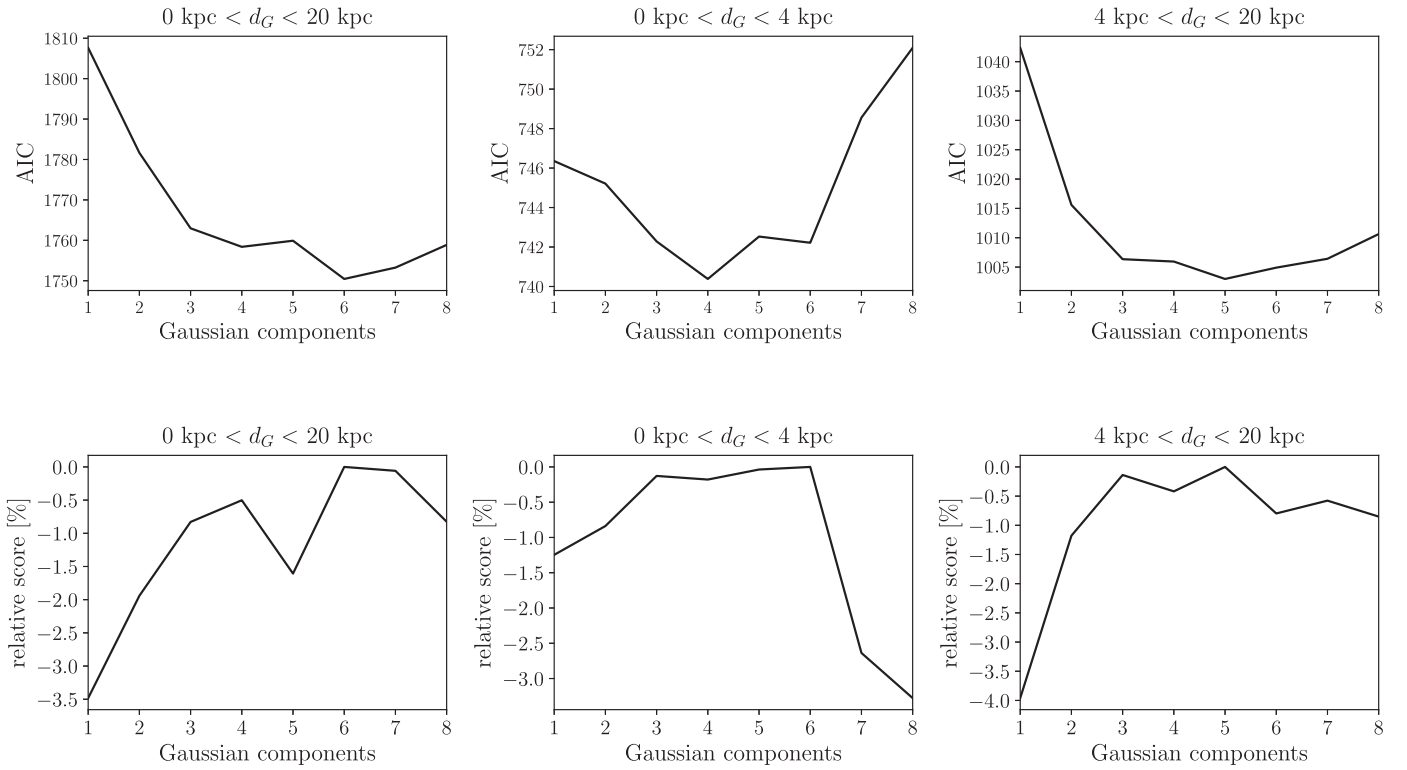 0 kpc < d_G < 20 kpc
1810
1800
1790
1780
1770
1760
1750
AIC
1 2 3 4 5 6 7 8
Gaussian components
0 kpc < d_G < 4 kpc
752
750
748
746
744
742
740
AIC
1 2 3 4 5 6 7 8
Gaussian components
4 kpc < d_G < 20 kpc
1040
1035
1030
1025
1020
1015
1010
1005
AIC
1 2 3 4 5 6 7 8
Gaussian components
0 kpc < d_G < 20 kpc
0.0
−0.5
−1.0
−1.5
−2.0
−2.5
−3.0
−3.5
relative score [%]
1 2 3 4 5 6 7 8
Gaussian components
0 kpc < d_G < 4 kpc
0.0
−0.5
−1.0
−1.5
−2.0
−2.5
−3.0
relative score [%]
1 2 3 4 5 6 7 8
Gaussian components
4 kpc < d_G < 20 kpc
0.0
−0.5
−1.0
−1.5
−2.0
−2.5
−3.0
−3.5
−4.0
relative score [%]
1 2 3 4 5 6 7 8
Gaussian components